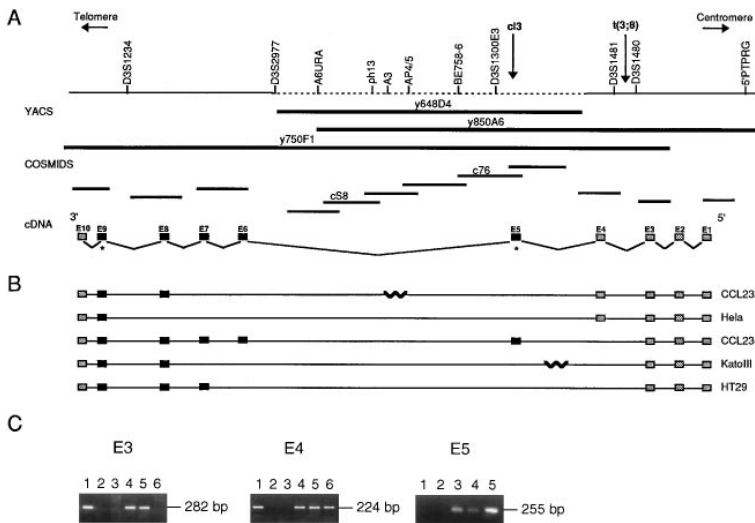 A
Telomere
cl3
t(3;8)
Centromere
D3S1234
D3S2977
A6URA
ph13
A3
AP4/5
BE758-6
D3S1300E3
D3S1481
D3S1480
5'PTPRG
YACS
y648D4
y850A6
y750F1
COSMIDS
c76
cS8
cDNA
3'
5'
E10 E9 E8 E7 E6 E5 E4 E3 E2 E1
* *
B
CCL23
Hela
CCL23
KatoIII
HT29
C
E3 E4 E5
1 2 3 4 5 6
1 2 3 4 5 6
1 2 3 4 5
282 bp
224 bp
255 bp